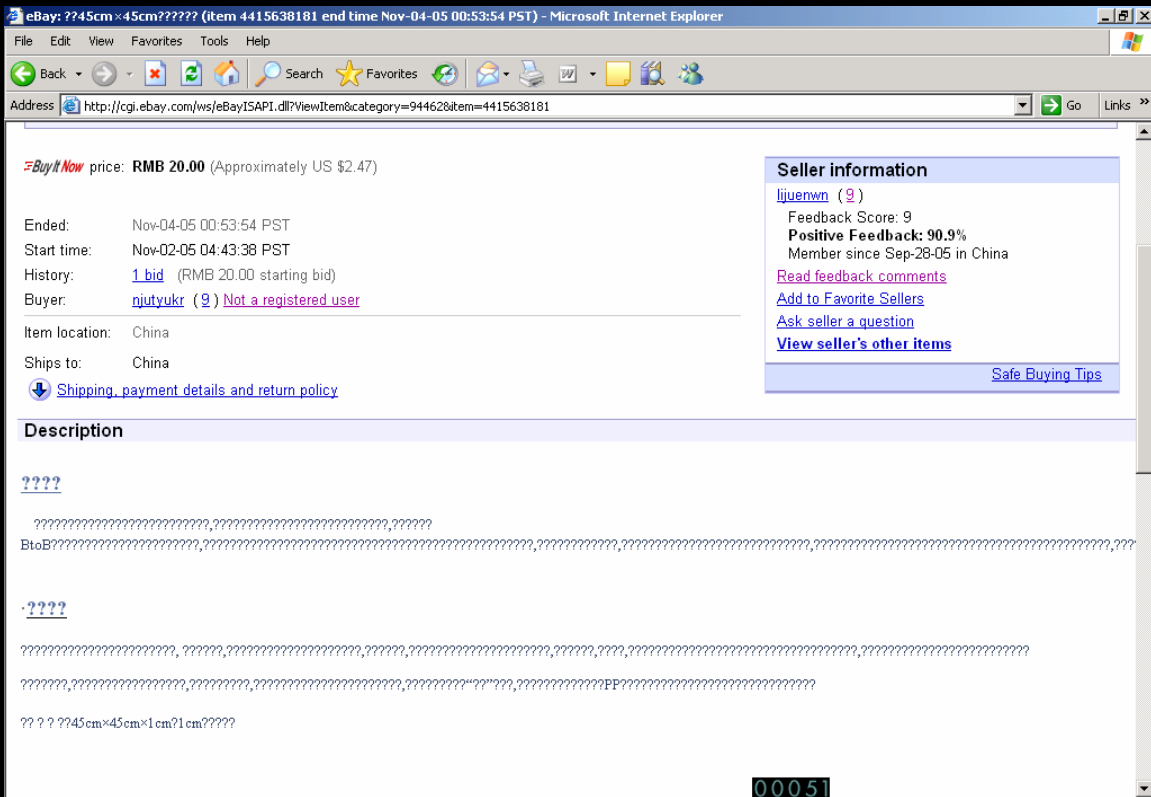 eBay: ??45cm×45cm?????? (item 4415638181 end time Nov-04-05 00:53:54 PST) - Microsoft Internet Explorer
File Edit View Favorites Tools Help
Back Search Favorites
Address http://cgi.ebay.com/ws/eBayISAPI.dll?ViewItem&category=94462&item=4415638181 Go Links »
Buy It Now price: RMB 20.00 (Approximately US $2.47)
Ended: Nov-04-05 00:53:54 PST
Start time: Nov-02-05 04:43:38 PST
History: 1 bid (RMB 20.00 starting bid)
Buyer: njutyukr ( 9 ) Not a registered user
Item location: China
Ships to: China
Shipping, payment details and return policy
Seller information
lijuenwn ( 9 )
Feedback Score: 9
Positive Feedback: 90.9%
Member since Sep-28-05 in China
Read feedback comments
Add to Favorite Sellers
Ask seller a question
View seller's other items
Safe Buying Tips
Description
????
??????????????????????????,??????????????????????????,??????
BtoB??????????????????????,?????????????????????????????????????????????????,????????????,????????????????????????????,????????????????????????????????????????????,???
·????
???????????????????????, ??????,????????????????????,??????,?????????????????????,??????,????,??????????????????????????????????,?????????????????????????
???????,?????????????????,?????????,??????????????????????,?????????“??”???,?????????????PP?????????????????????????????
?? ? ? ??45cm×45cm×1cm?1cm?????
00051